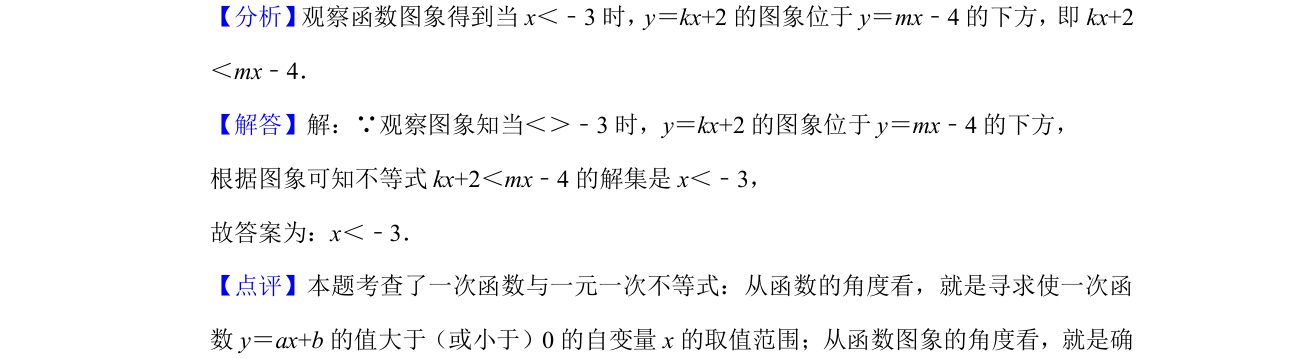 【分析】观察函数图象得到当 x＜﹣3 时，y＝kx+2 的图象位于 y＝mx﹣4 的下方，即 kx+2
＜mx﹣4．
【解答】解：∵观察图象知当＜＞﹣3 时，y＝kx+2 的图象位于 y＝mx﹣4 的下方，
根据图象可知不等式 kx+2＜mx﹣4 的解集是 x＜﹣3，
故答案为：x＜﹣3．
【点评】本题考查了一次函数与一元一次不等式：从函数的角度看，就是寻求使一次函
数 y＝ax+b 的值大于（或小于）0 的自变量 x 的取值范围；从函数图象的角度看，就是确